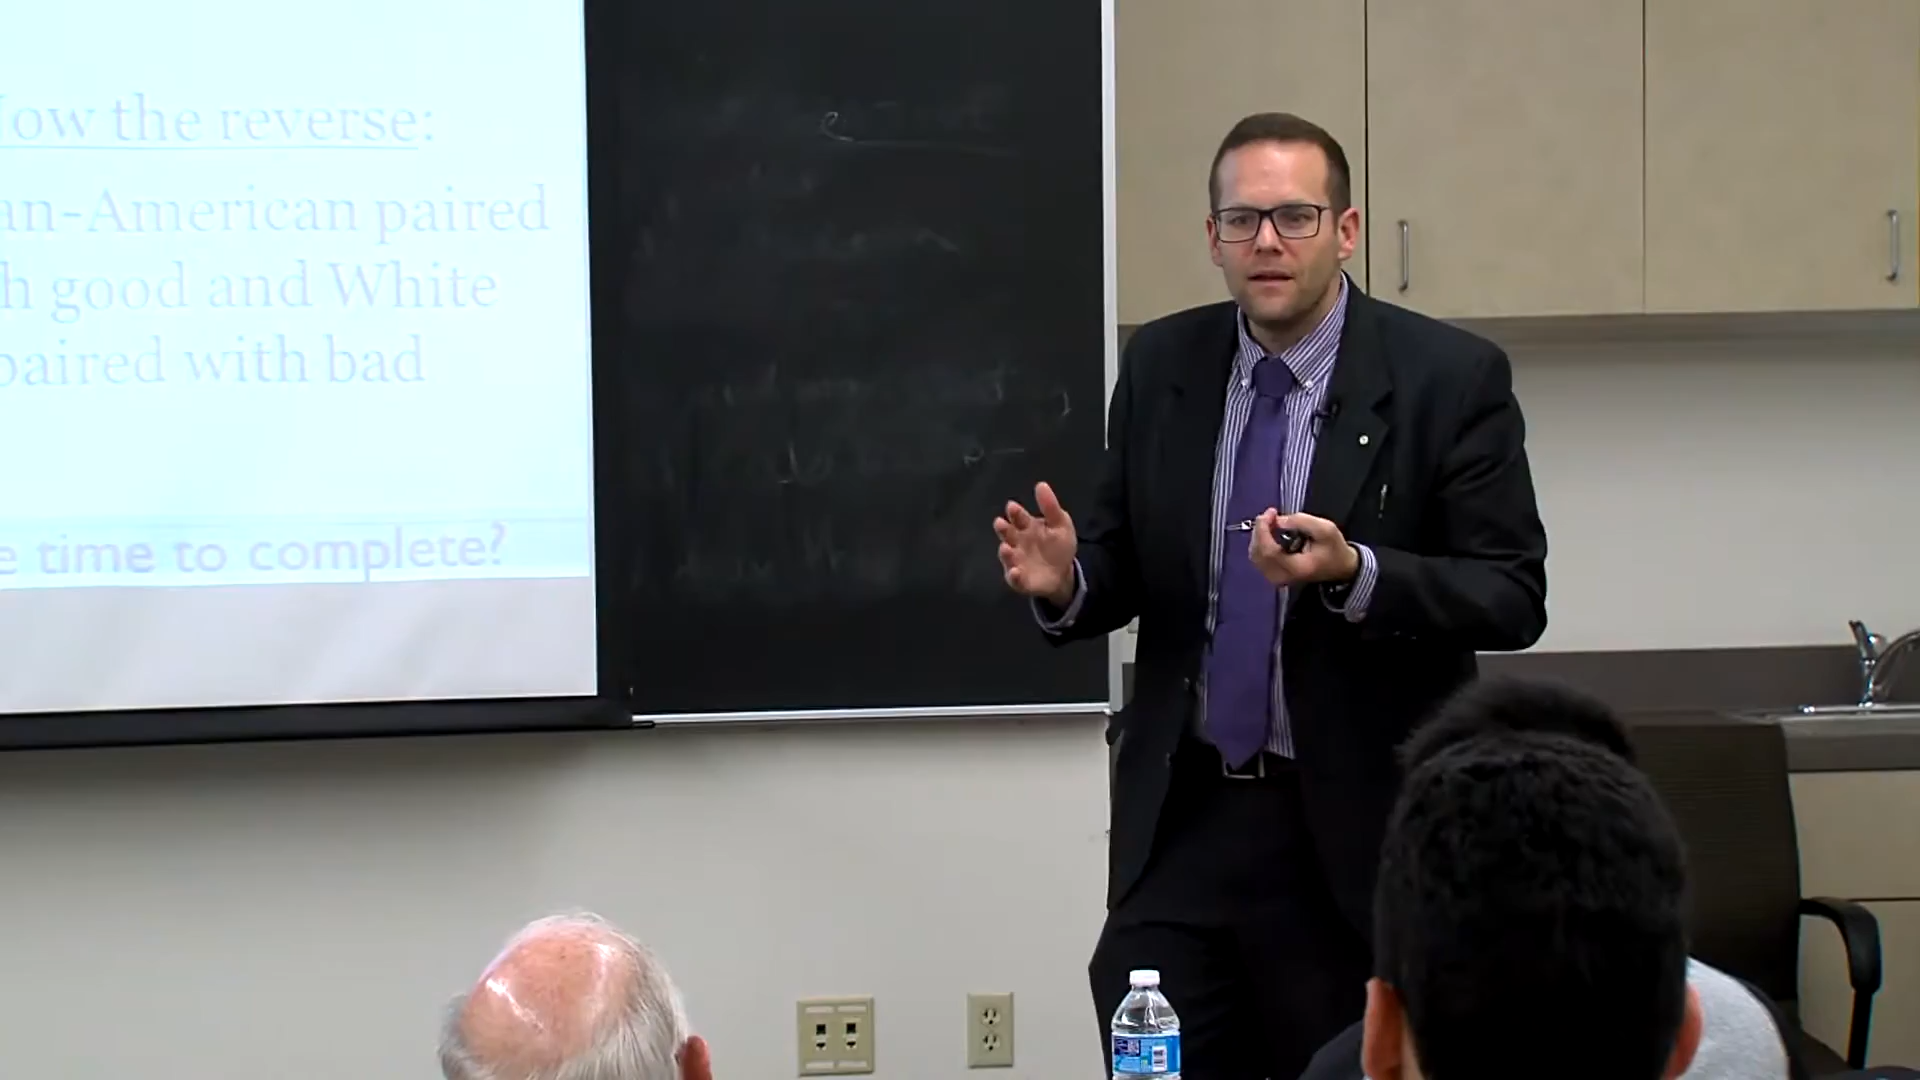 low the reverse:
an-American paired
h good and White
paired with bad
e time to complete?